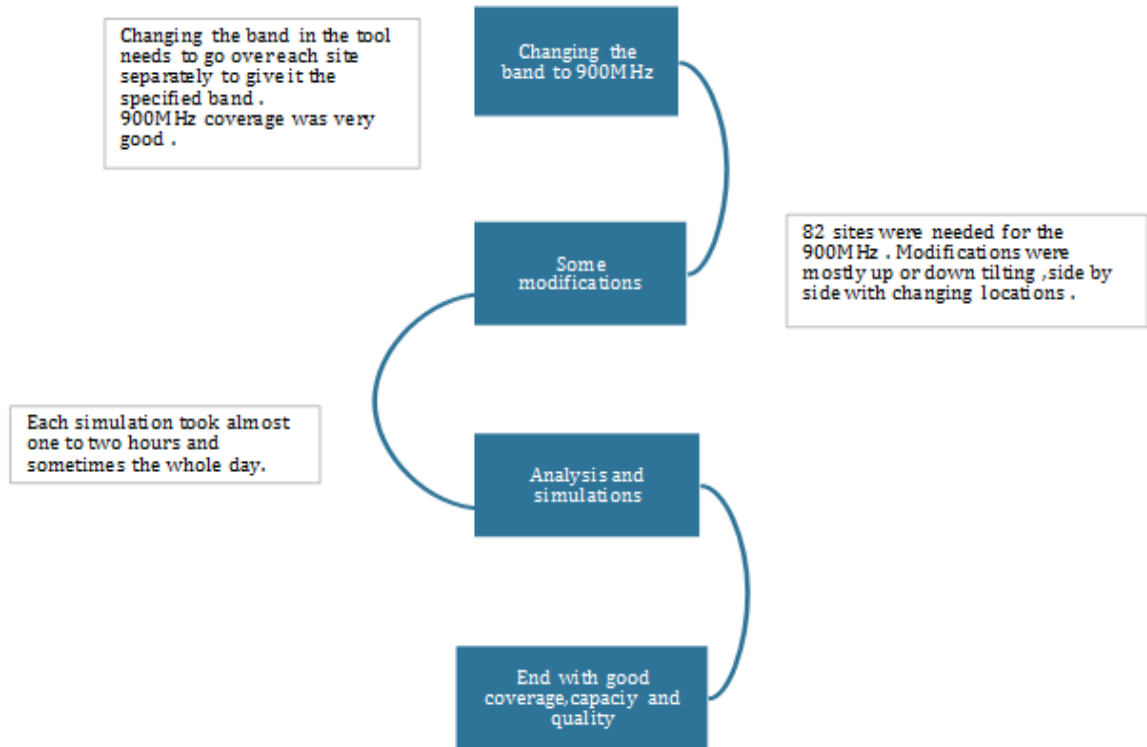 Changing the band in the tool
needs to go over each site
separately to give it the
specified band .
900MHz coverage was very
good .
Changing the
band to 900MHz
82 sites were needed for the
900MHz . Modifications were
mostly up or down tilting ,side by
side with changing locations .
Some
modifications
Each simulation took almost
one to two hours and
sometimes the whole day.
Analysis and
simulations
End with good
coverage,capaciy and
quality